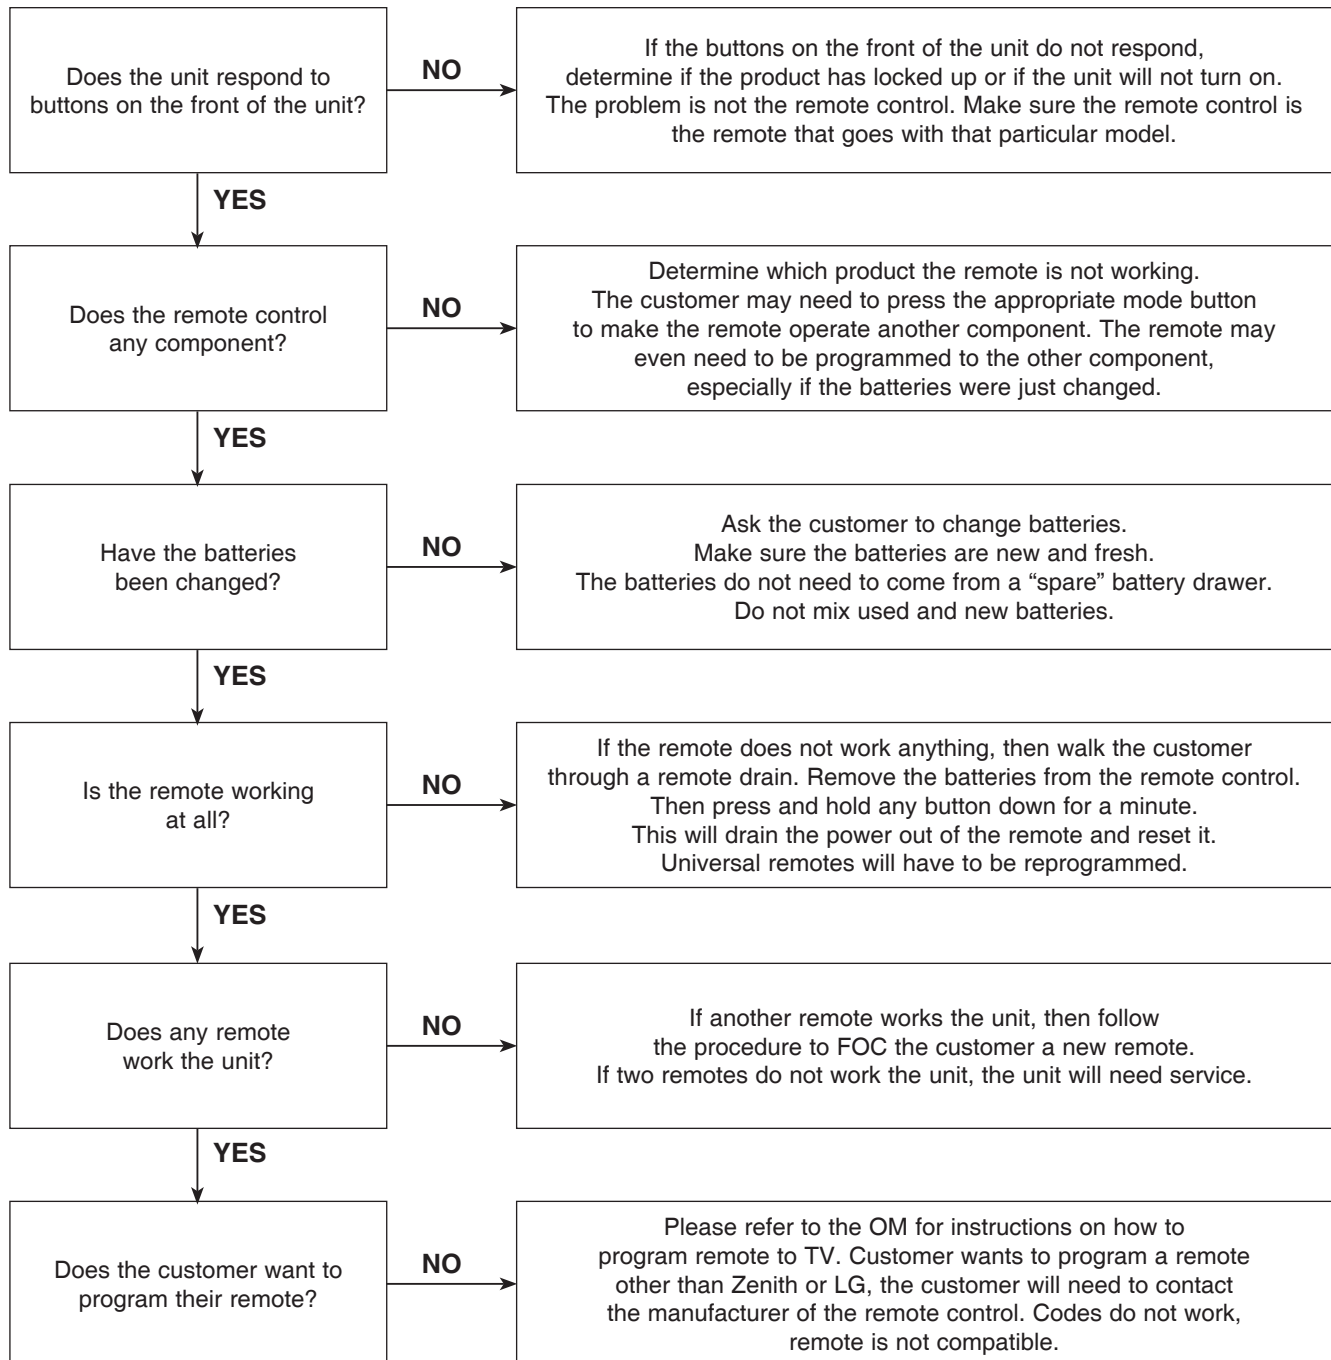 Does the unit respond to
buttons on the front of the unit?
NO
If the buttons on the front of the unit do not respond,
determine if the product has locked up or if the unit will not turn on.
The problem is not the remote control. Make sure the remote control is
the remote that goes with that particular model.
YES
Does the remote control
any component?
NO
Determine which product the remote is not working.
The customer may need to press the appropriate mode button
to make the remote operate another component. The remote may
even need to be programmed to the other component,
especially if the batteries were just changed.
YES
Have the batteries
been changed?
NO
Ask the customer to change batteries.
Make sure the batteries are new and fresh.
The batteries do not need to come from a “spare” battery drawer.
Do not mix used and new batteries.
YES
Is the remote working
at all?
NO
If the remote does not work anything, then walk the customer
through a remote drain. Remove the batteries from the remote control.
Then press and hold any button down for a minute.
This will drain the power out of the remote and reset it.
Universal remotes will have to be reprogrammed.
YES
Does any remote
work the unit?
NO
If another remote works the unit, then follow
the procedure to FOC the customer a new remote.
If two remotes do not work the unit, the unit will need service.
YES
Does the customer want to
program their remote?
NO
Please refer to the OM for instructions on how to
program remote to TV. Customer wants to program a remote
other than Zenith or LG, the customer will need to contact
the manufacturer of the remote control. Codes do not work,
remote is not compatible.